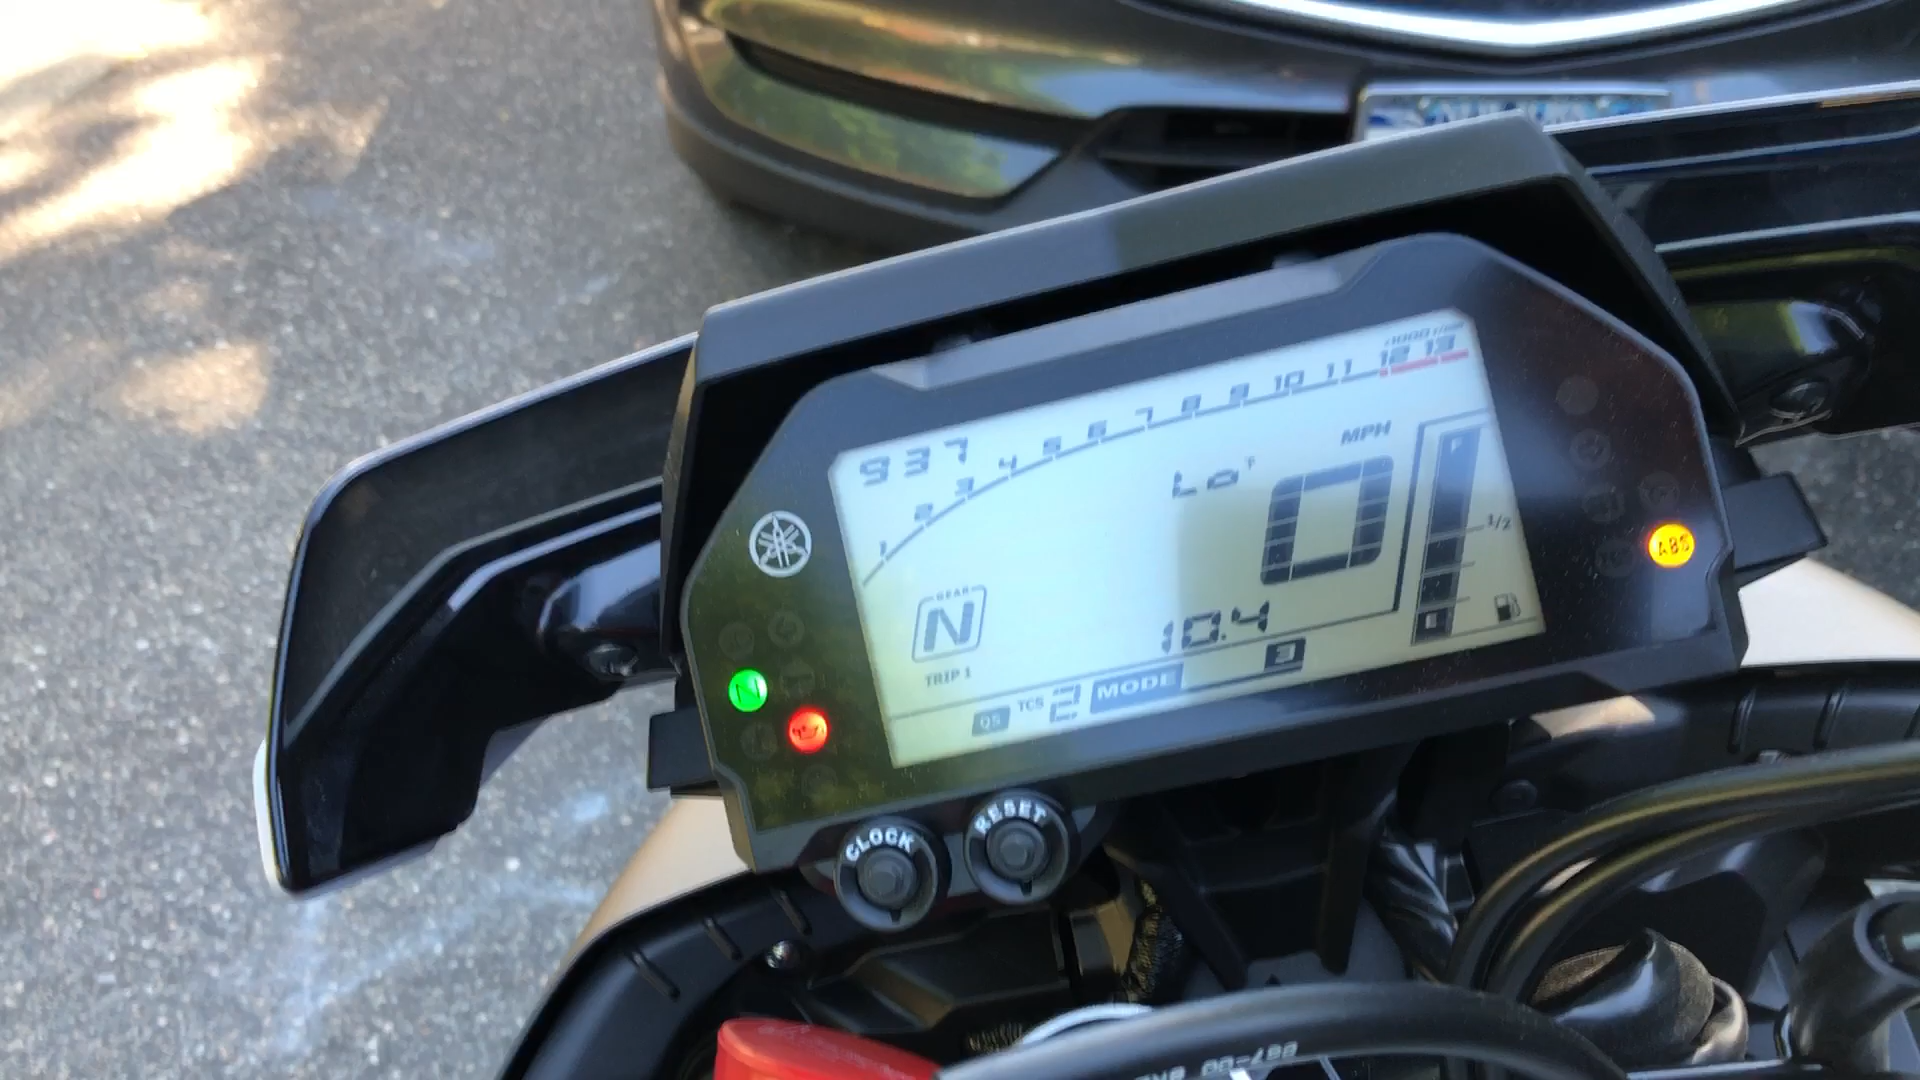 ×1000 r/min
1 2 3 4 5 6 7 8 9 10 11 12 13
937
MPH
Lo °F
0
F
1/2
E
GEAR
N
TRIP 1
10.4
QS TCS 2 MODE 3
N
ABS
CLOCK
RESET